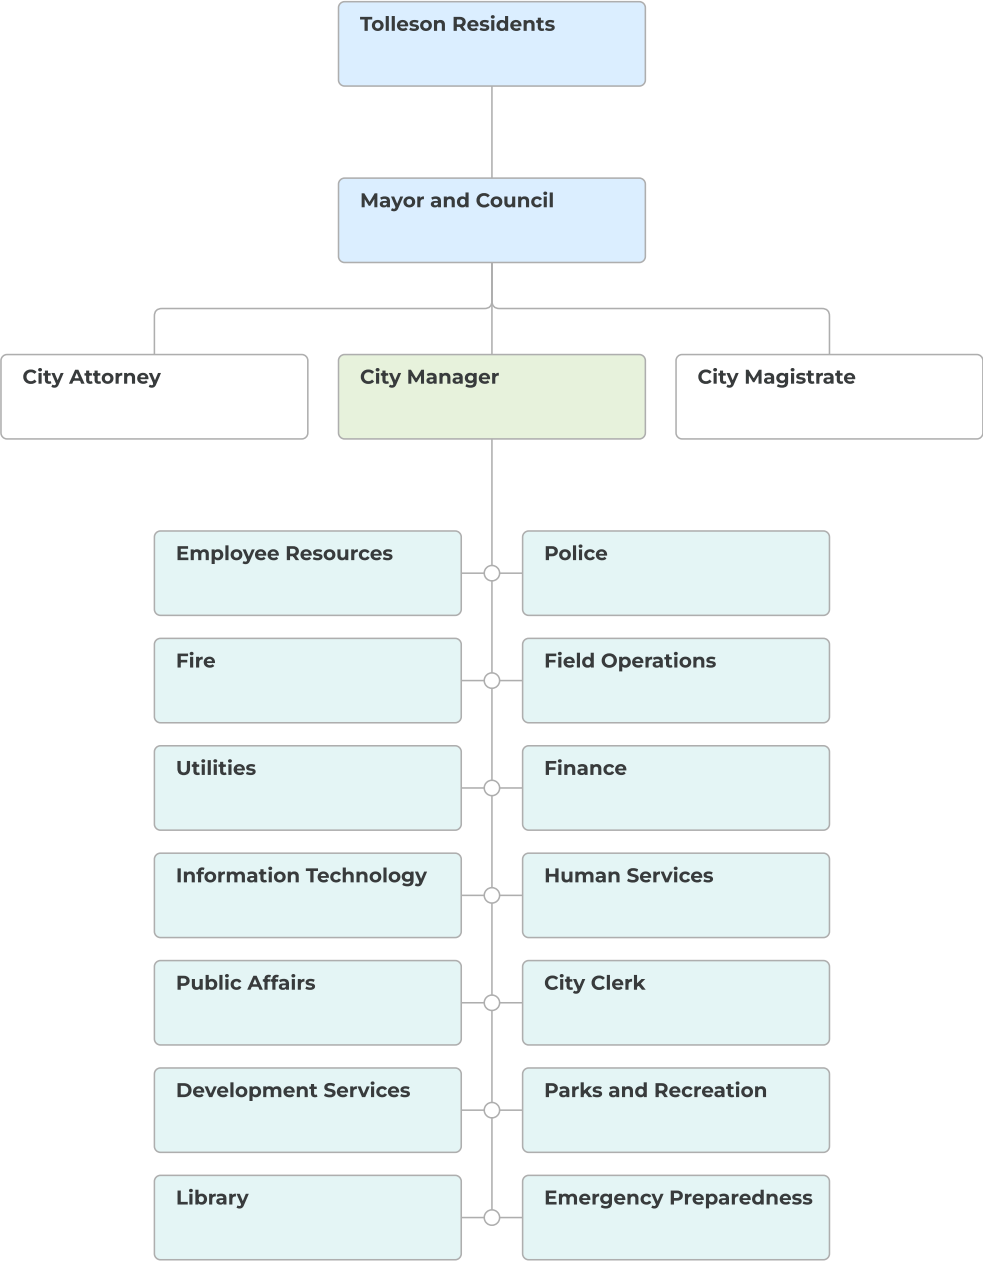 Tolleson Residents
Mayor and Council
City Attorney
City Manager
City Magistrate
Employee Resources
Police
Fire
Field Operations
Utilities
Finance
Information Technology
Human Services
Public Affairs
City Clerk
Development Services
Parks and Recreation
Library
Emergency Preparedness